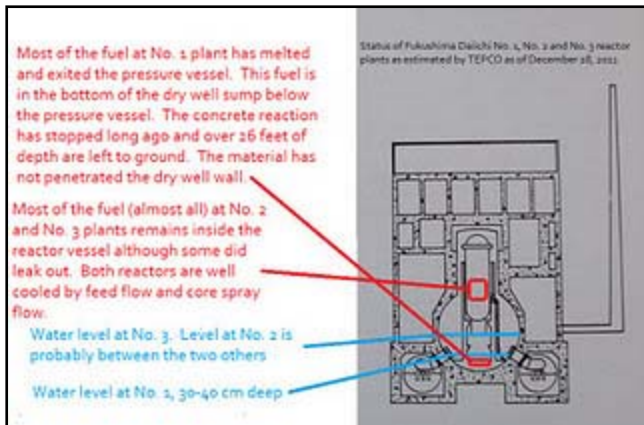 Most of the fuel at No. 1 plant has melted
and exited the pressure vessel. This fuel is
in the bottom of the dry well sump below
the pressure vessel. The concrete reaction
has stopped long ago and over 26 feet of
depth are left to ground. The material has
not penetrated the dry well wall.
Most of the fuel (almost all) at No. 2
and No. 3 plants remains inside the
reactor vessel although some did
leak out. Both reactors are well
cooled by feed flow and core spray
flow.
Water level at No. 3. Level at No. 2 is
probably between the two others
Water level at No. 1, 30-40 cm deep
Status of Fukushima Daiichi No. 1, No. 2 and No. 3 reactor
plants as estimated by TEPCO as of December 28, 2011